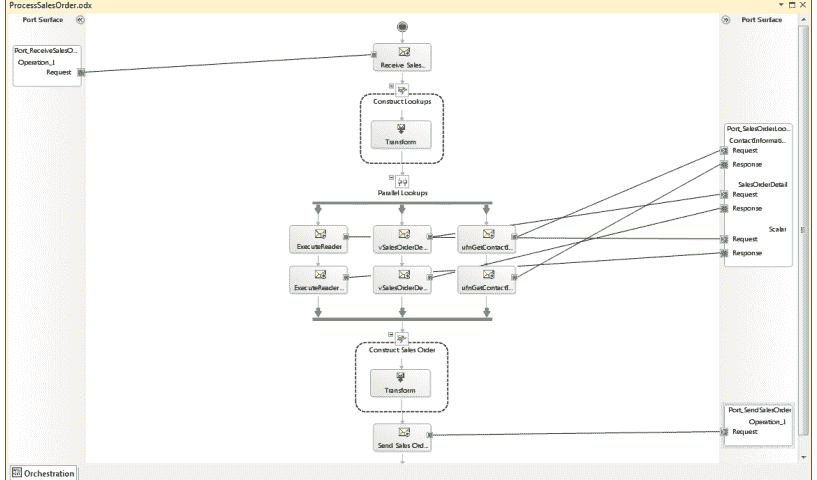 ProcessSalesOrder.odx
Port Surface
Port Surface
Port_ReceiveSalesO...
Operation_1
Request
Receive Sales...
Construct Lookups
Transform
Port_SalesOrderLoo...
ContactInformati...
Request
Response
SalesOrderDetail
Request
Response
Scalar
Request
Response
Parallel Lookups
ExecuteReader
vSalesOrderDe...
ufnGetContactI...
ExecuteReader...
vSalesOrderDe...
ufnGetContactI...
Construct Sales Order
Transform
Send Sales Ord...
Port_SendSalesOrder
Operation_1
Request
Orchestration